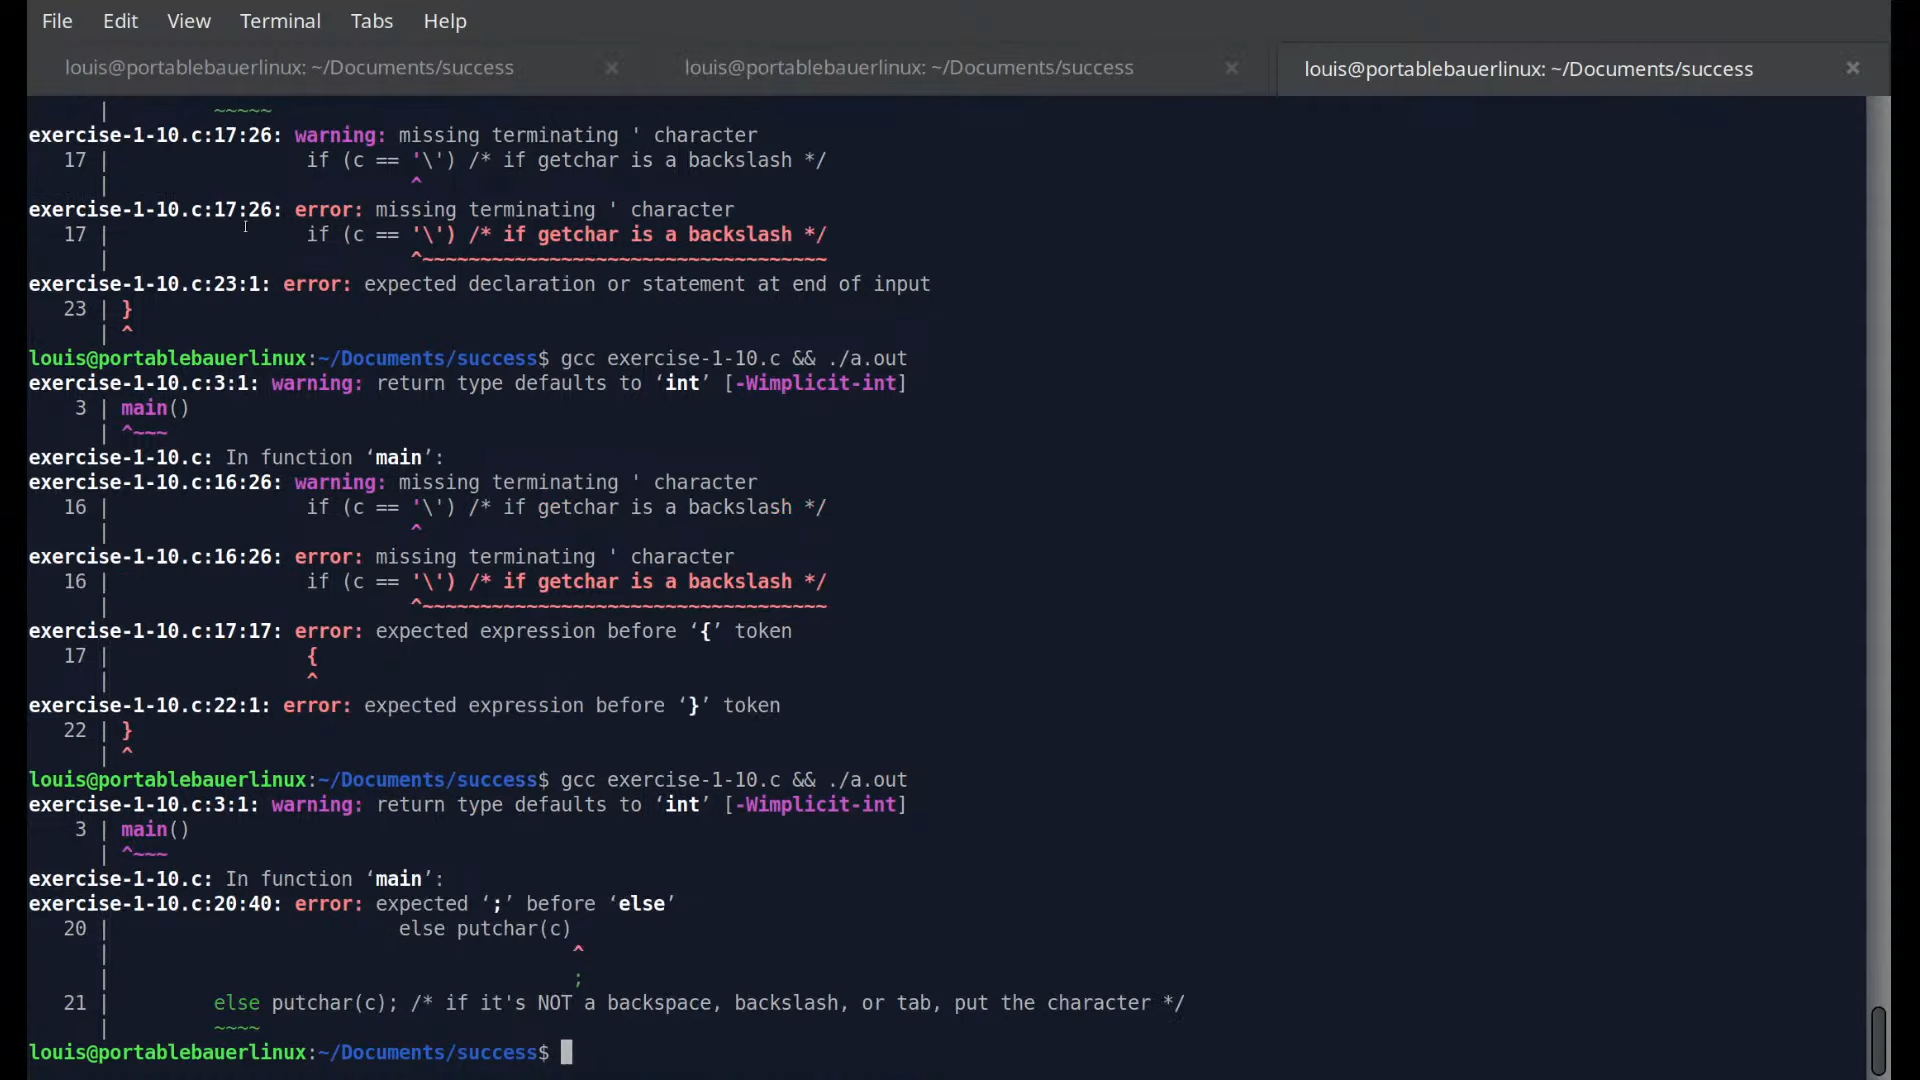 File Edit View Terminal Tabs Help
louis@portablebauerlinux: ~/Documents/success × louis@portablebauerlinux: ~/Documents/success × louis@portablebauerlinux: ~/Documents/success ×
| ~~~~~
exercise-1-10.c:17:26: warning: missing terminating ' character
17 | if (c == '\') /* if getchar is a backslash */
| ^
exercise-1-10.c:17:26: error: missing terminating ' character
17 | if (c == '\') /* if getchar is a backslash */
| ^~~~~~~~~~~~~~~~~~~~~~~~~~~~~~~~~~~~
exercise-1-10.c:23:1: error: expected declaration or statement at end of input
23 | }
| ^
louis@portablebauerlinux:~/Documents/success$ gcc exercise-1-10.c && ./a.out
exercise-1-10.c:3:1: warning: return type defaults to ‘int’ [-Wimplicit-int]
3 | main()
| ^~~~
exercise-1-10.c: In function ‘main’:
exercise-1-10.c:16:26: warning: missing terminating ' character
16 | if (c == '\') /* if getchar is a backslash */
| ^
exercise-1-10.c:16:26: error: missing terminating ' character
16 | if (c == '\') /* if getchar is a backslash */
| ^~~~~~~~~~~~~~~~~~~~~~~~~~~~~~~~~~~~
exercise-1-10.c:17:17: error: expected expression before ‘{’ token
17 | {
| ^
exercise-1-10.c:22:1: error: expected expression before ‘}’ token
22 | }
| ^
louis@portablebauerlinux:~/Documents/success$ gcc exercise-1-10.c && ./a.out
exercise-1-10.c:3:1: warning: return type defaults to ‘int’ [-Wimplicit-int]
3 | main()
| ^~~~
exercise-1-10.c: In function ‘main’:
exercise-1-10.c:20:40: error: expected ‘;’ before ‘else’
20 | else putchar(c)
| ^
| ;
21 | else putchar(c); /* if it's NOT a backspace, backslash, or tab, put the character */
| ~~~~
louis@portablebauerlinux:~/Documents/success$